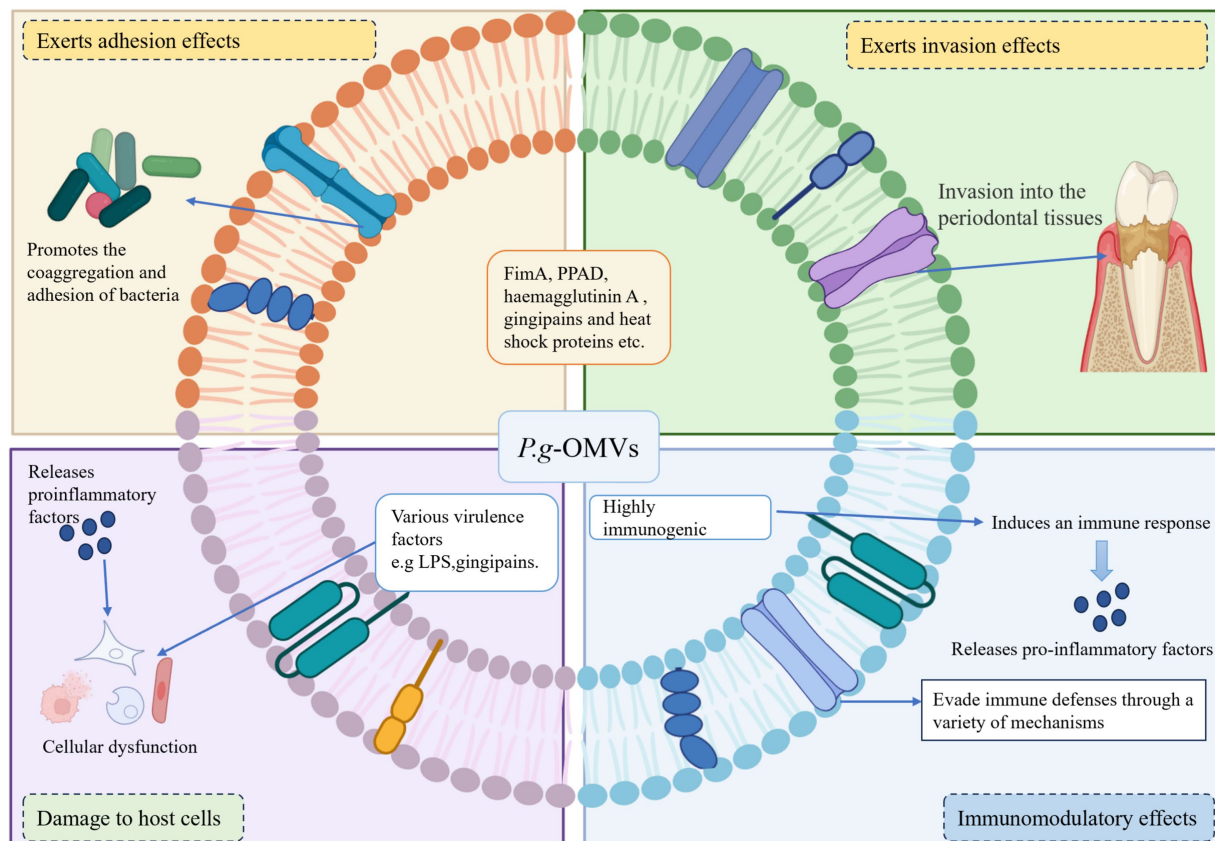 Exerts adhesion effects
Exerts invasion effects
Promotes the
coaggregation and
adhesion of bacteria
FimA, PPAD,
haemagglutinin A ,
gingipains and heat
shock proteins etc.
Invasion into the
periodontal tissues
P.g-OMVs
Releases
proinflammatory
factors
Various virulence
factors
e.g LPS,gingipains.
Cellular dysfunction
Damage to host cells
Highly
immunogenic
Induces an immune response
Releases pro-inflammatory factors
Evade immune defenses through a
variety of mechanisms
Immunomodulatory effects